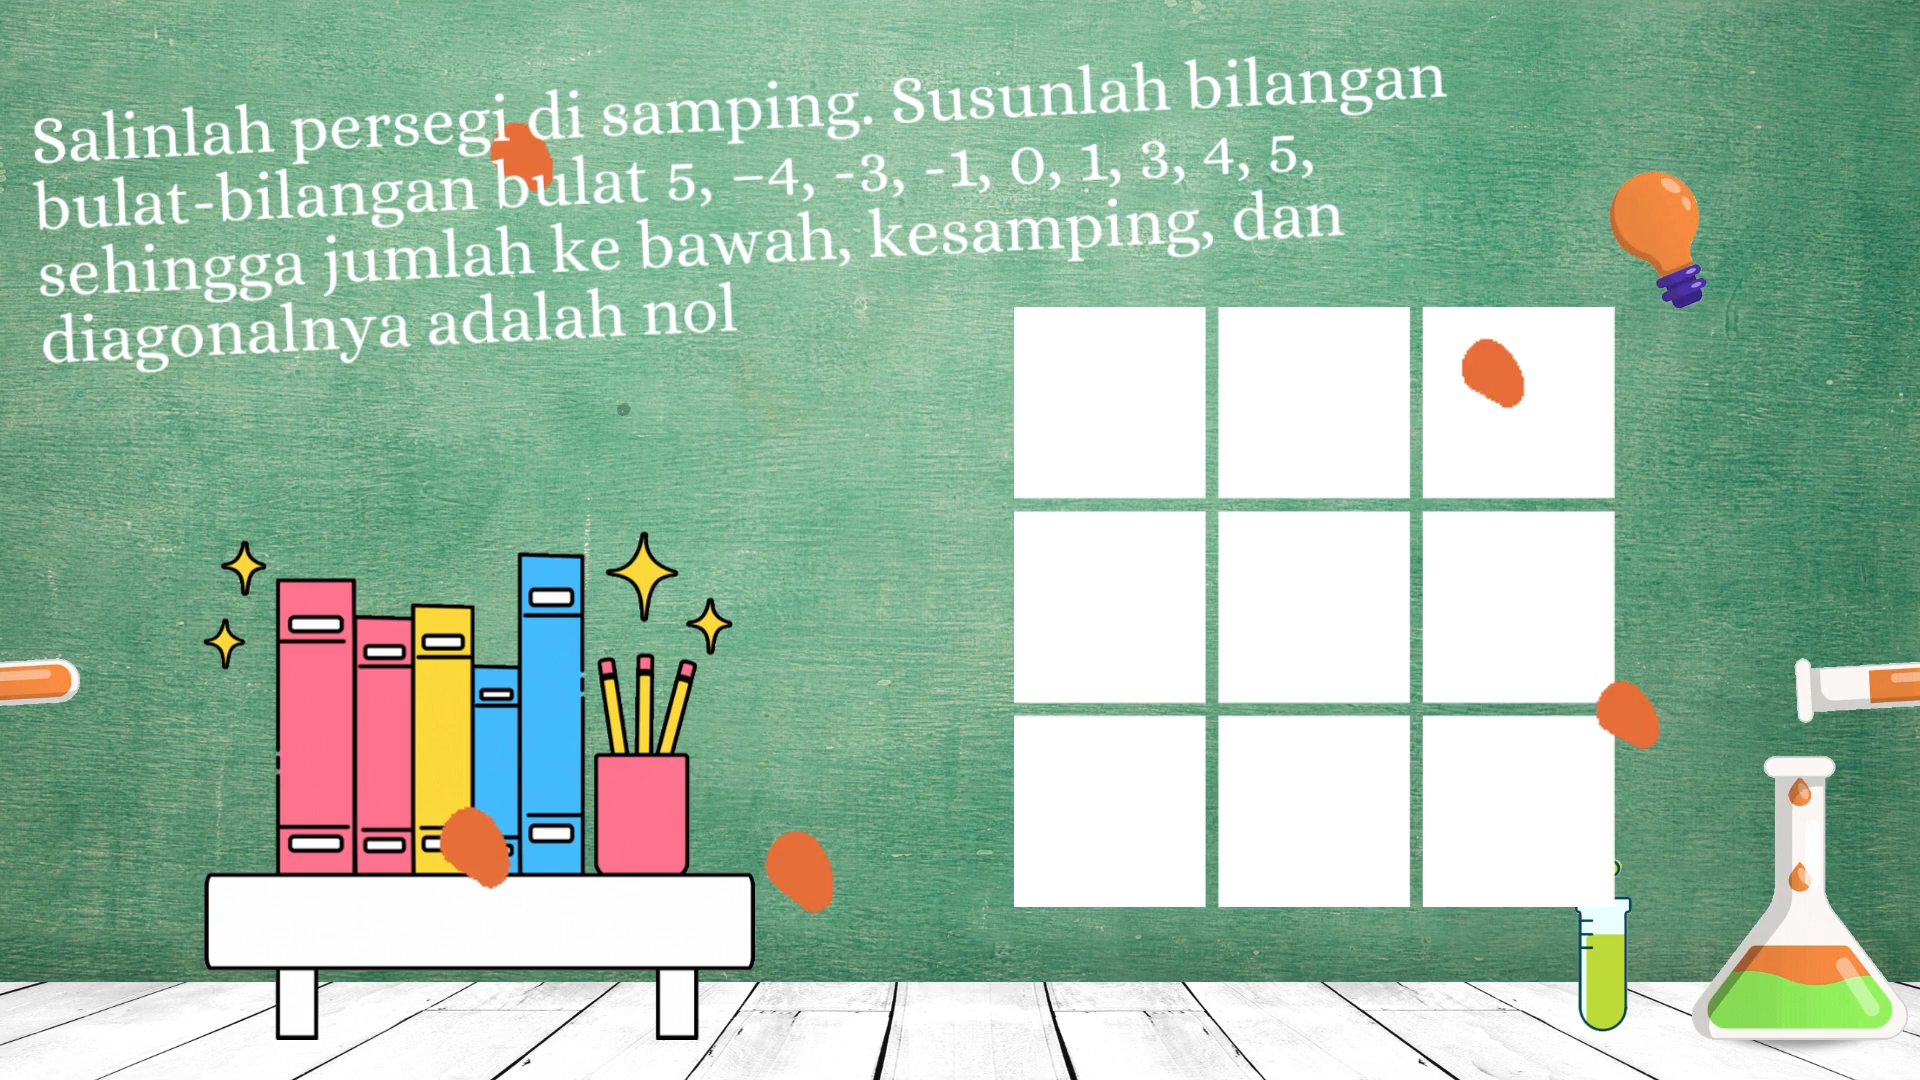 Salinlah persegi di samping. Susunlah bilangan
bulat-bilangan bulat 5, –4, -3, -1, 0, 1, 3, 4, 5,
sehingga jumlah ke bawah, kesamping, dan
diagonalnya adalah nol